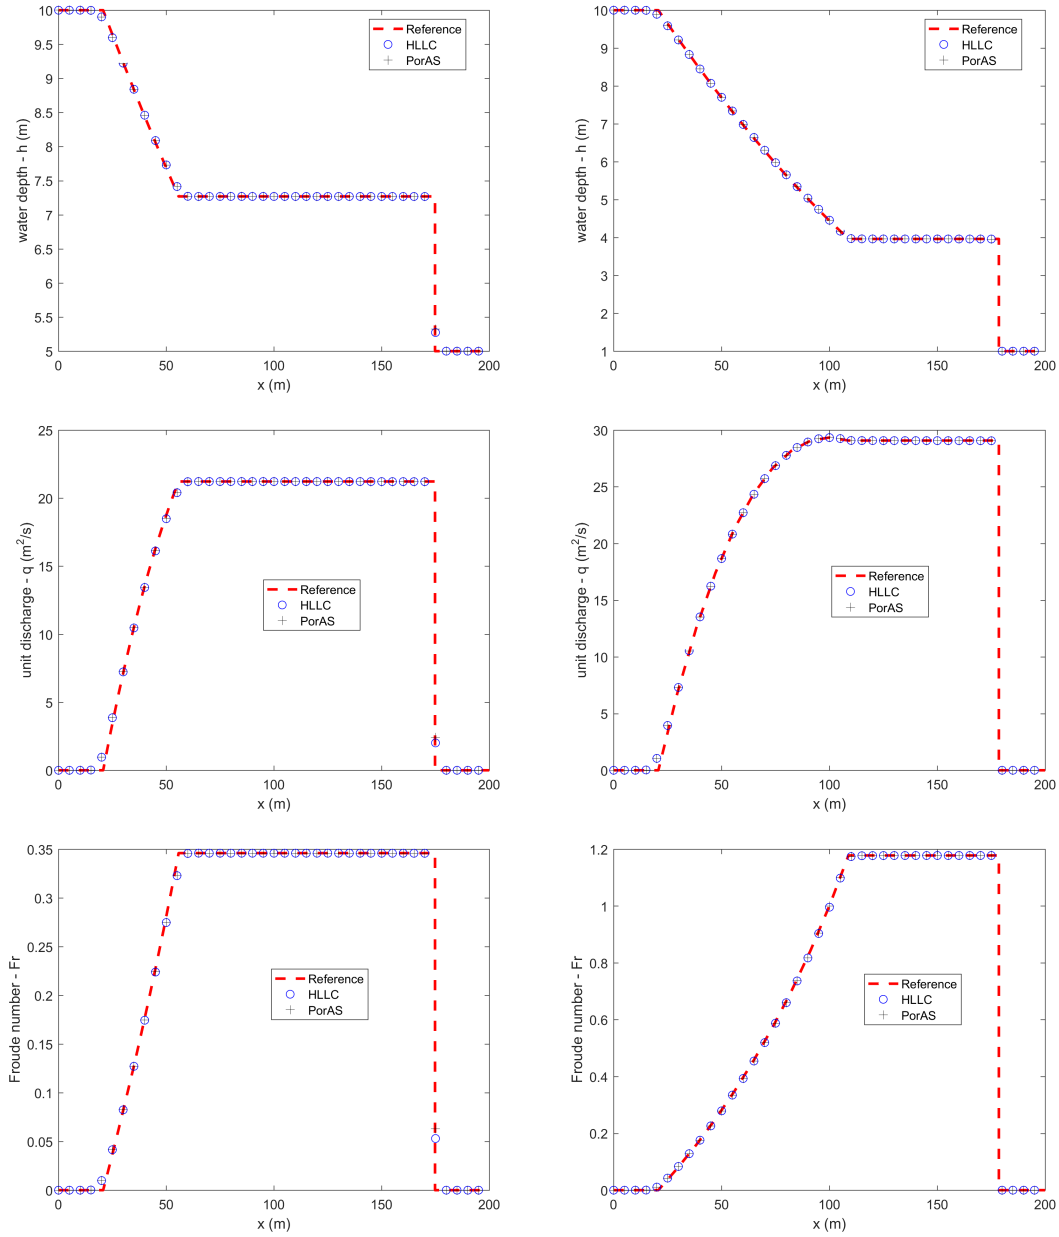 10
9.5
9
8.5
8
7.5
7
6.5
6
5.5
5
0 50 100 150 200
x (m)
water depth - h (m)
Reference
HLLC
PorAS
10
9
8
7
6
5
4
3
2
1
0 50 100 150 200
x (m)
water depth - h (m)
Reference
HLLC
PorAS
25
20
15
10
5
0
0 50 100 150 200
x (m)
unit discharge - q (m²/s)
Reference
HLLC
PorAS
30
25
20
15
10
5
0
0 50 100 150 200
x (m)
unit discharge - q (m²/s)
Reference
HLLC
PorAS
0.35
0.3
0.25
0.2
0.15
0.1
0.05
0
0 50 100 150 200
x (m)
Froude number - Fr
Reference
HLLC
PorAS
1.2
1
0.8
0.6
0.4
0.2
0
0 50 100 150 200
x (m)
Froude number - Fr
Reference
HLLC
PorAS